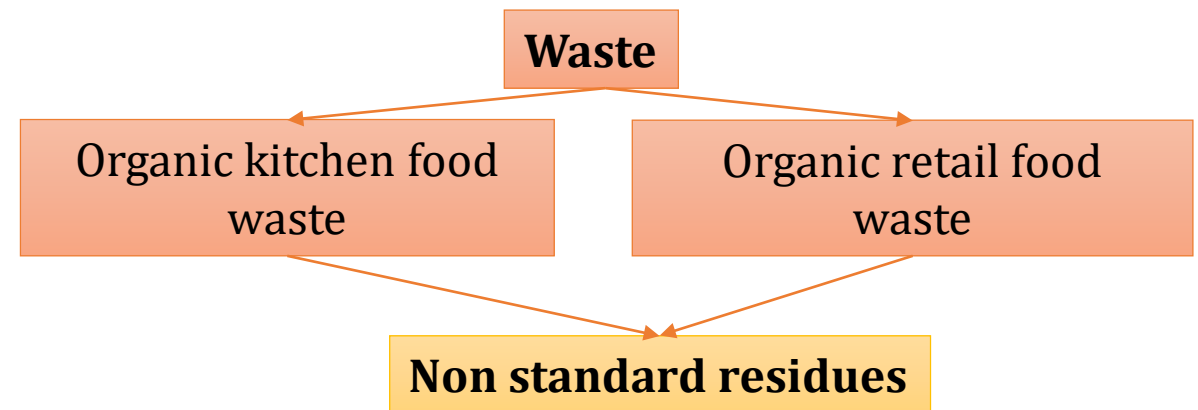 Waste
Organic kitchen food
waste
Organic retail food
waste
Non standard residues